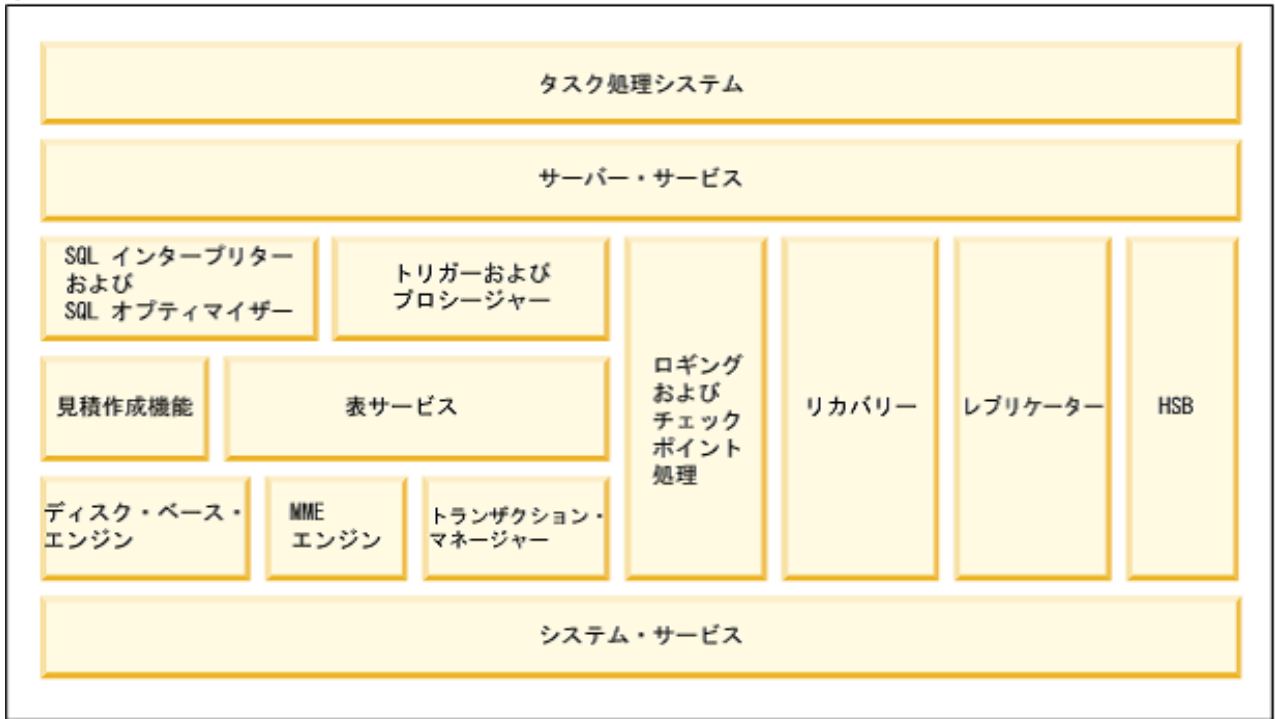 タスク処理システム
サーバー・サービス
SQL インタープリター
および
SQL オプティマイザー
トリガーおよび
プロシージャー
ロギング
および
チェック
ポイント
処理
リカバリー
レプリケーター
HSB
見積作成機能
表サービス
ディスク・ベース・
エンジン
MME
エンジン
トランザクション・
マネージャー
システム・サービス